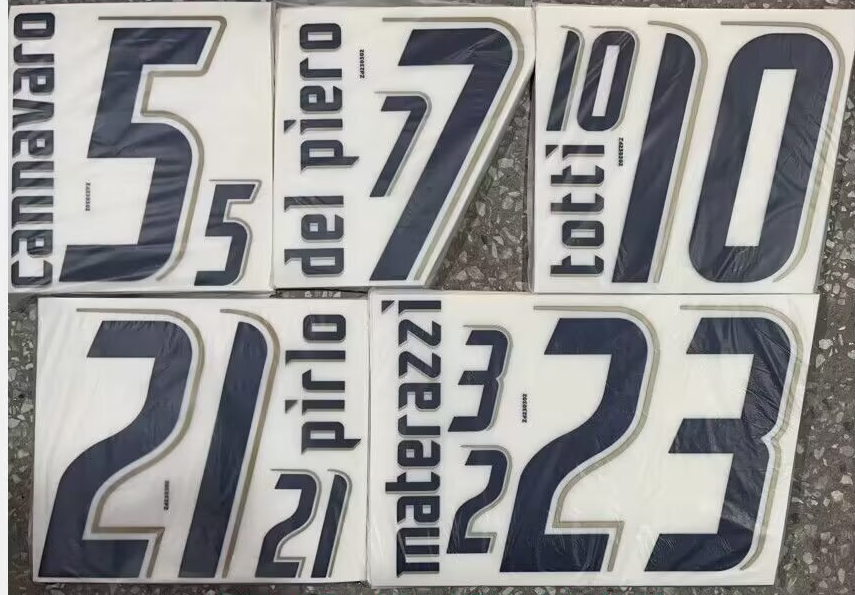 cannavaro
5
5
del piero
7
7
totti
10
10
21
pirlo
21
materazzi
23
23